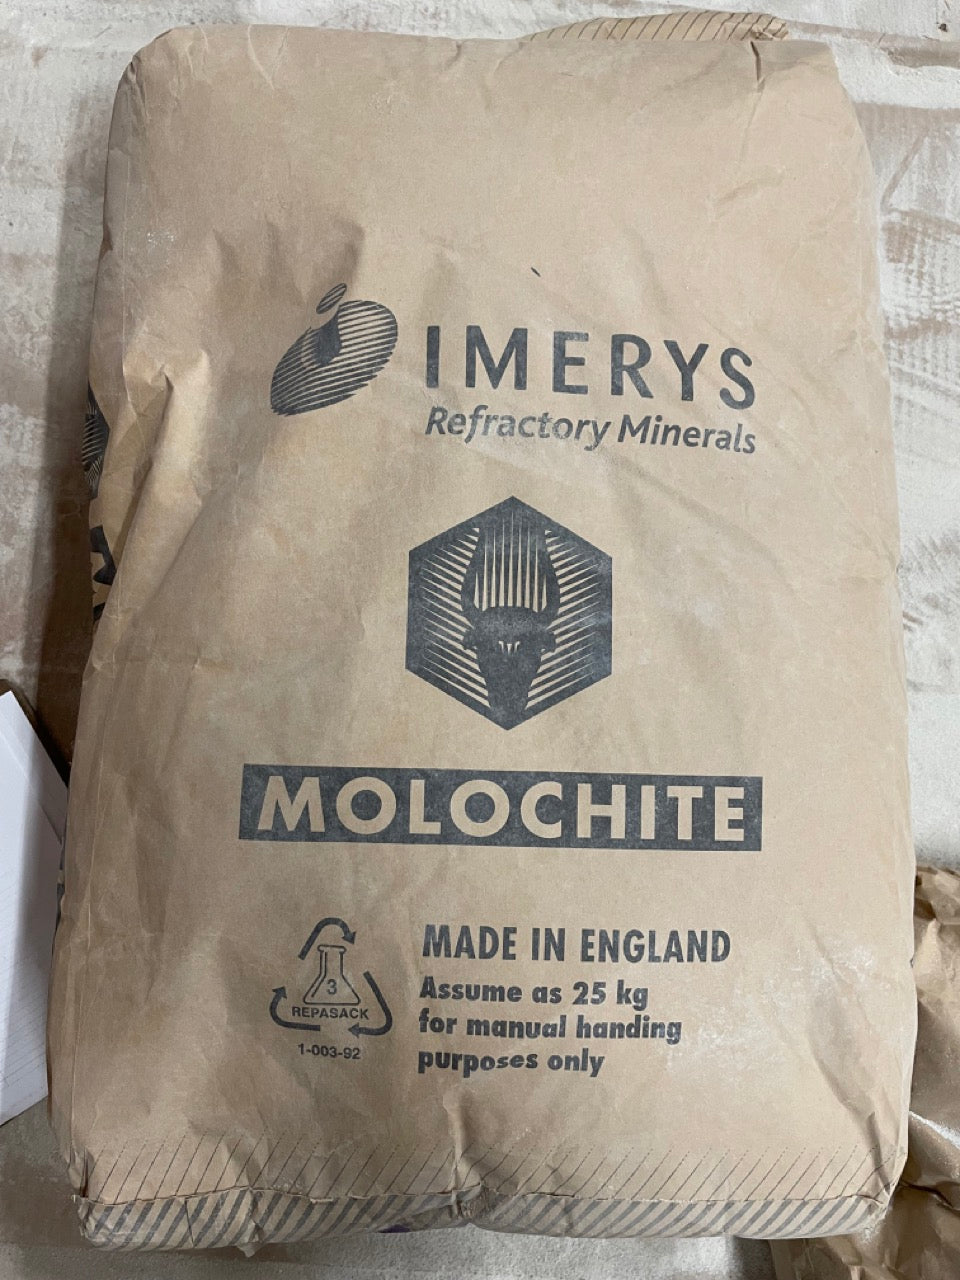 IMERYS
Refractory Minerals
MOLOCHITE
MADE IN ENGLAND
Assume as 25 kg
for manual handing
purposes only
3
REPASACK
1-003-92